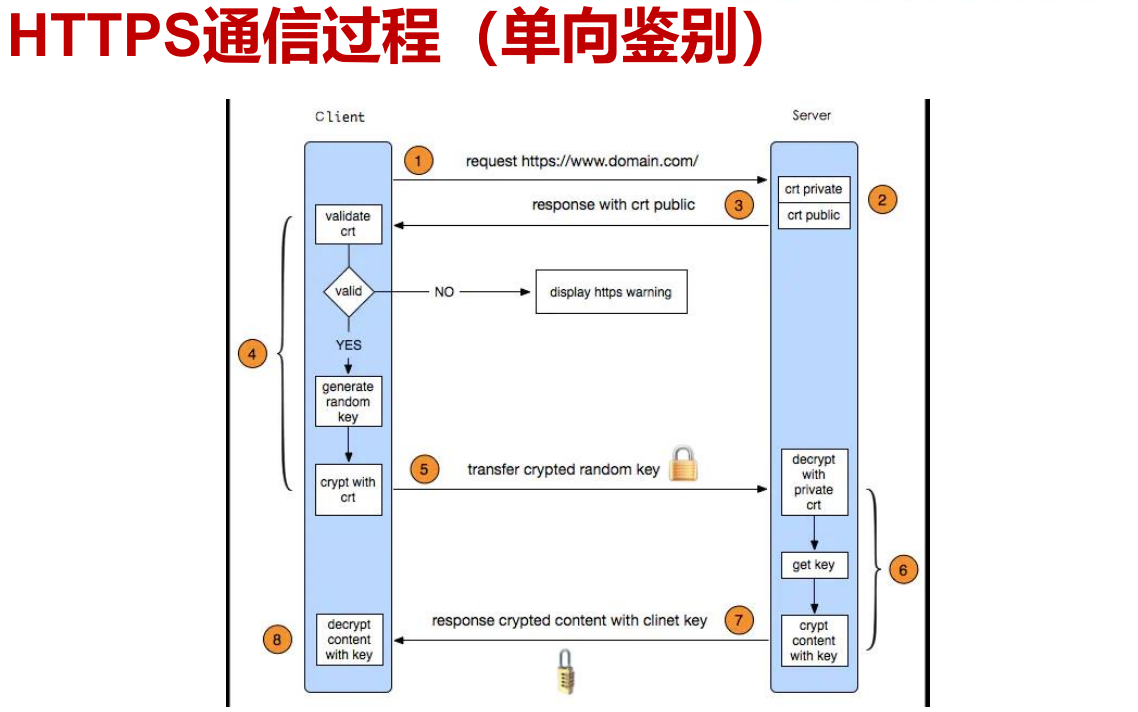 HTTPS通信过程（单向鉴别）
Client
Server
1
request https://www.domain.com/
crt private
crt public
2
response with crt public
3
validate
crt
valid
NO
display https warning
YES
4
generate
random
key
crypt with
crt
5
transfer crypted random key
decrypt
with
private
crt
get key
6
crypt
content
with key
response crypted content with clinet key
7
8
decrypt
content
with key